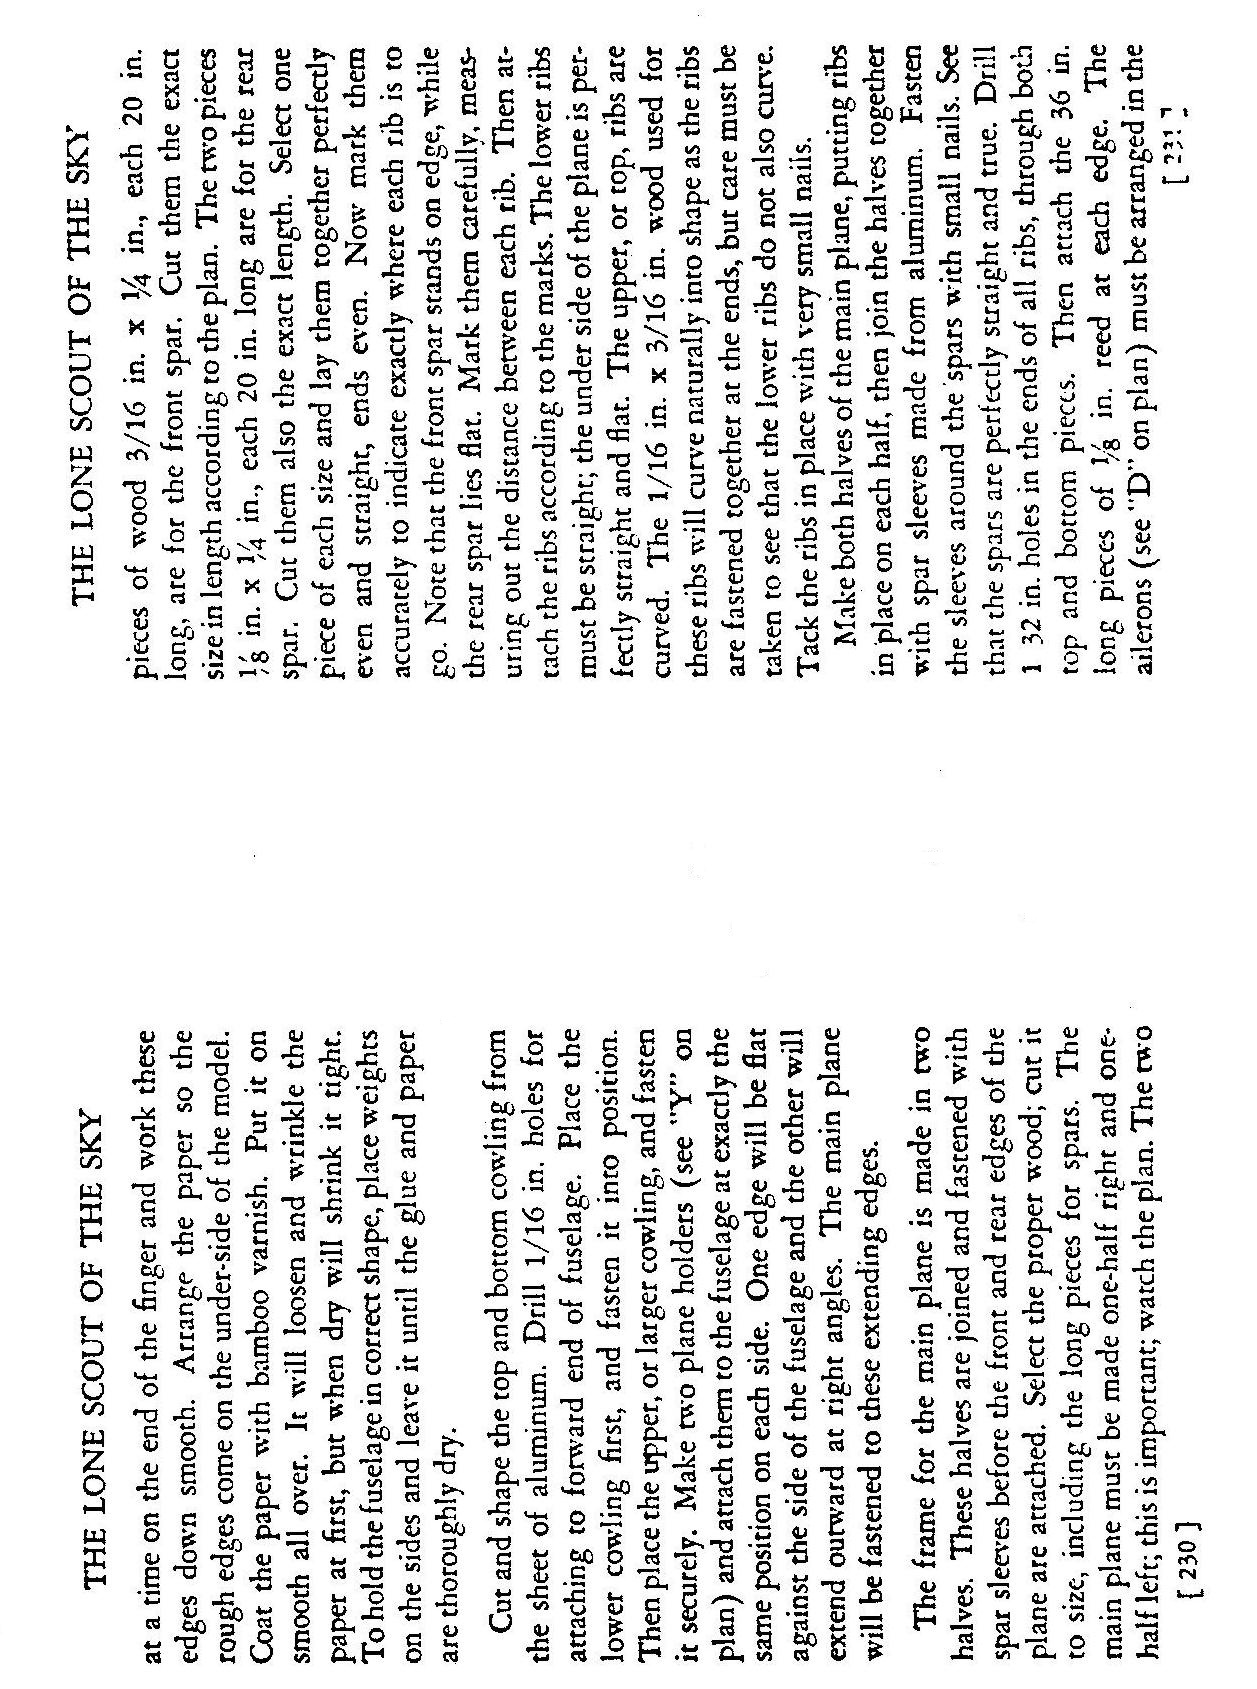 THE LONE SCOUT OF THE SKY
at a time on the end of the finger and work these
edges down smooth. Arrange the paper so the
rough edges come on the under-side of the model.
Coat the paper with bamboo varnish. Put it on
smooth all over. It will loosen and wrinkle the
paper at first, but when dry will shrink it tight.
To hold the fuselage in correct shape, place weights
on the sides and leave it until the glue and paper
are thoroughly dry.
Cut and shape the top and bottom cowling from
the sheet of aluminum. Drill 1/16 in. holes for
attaching to forward end of fuselage. Place the
lower cowling first, and fasten it into position.
Then place the upper, or larger cowling, and fasten
it securely. Make two plane holders (see "Y" on
plan) and attach them to the fuselage at exactly the
same position on each side. One edge will be flat
against the side of the fuselage and the other will
extend outward at right angles. The main plane
will be fastened to these extending edges.
The frame for the main plane is made in two
halves. These halves are joined and fastened with
spar sleeves before the front and rear edges of the
plane are attached. Select the proper wood; cut it
to size, including the long pieces for spars. The
main plane must be made one-half right and one-
half left; this is important; watch the plan. The two
[ 230 ]
THE LONE SCOUT OF THE SKY
pieces of wood 3/16 in. x 1/4 in., each 20 in.
long, are for the front spar. Cut them the exact
size in length according to the plan. The two pieces
1/8 in. x 1/4 in., each 20 in. long are for the rear
spar. Cut them also the exact length. Select one
piece of each size and lay them together perfectly
even and straight, ends even. Now mark them
accurately to indicate exactly where each rib is to
go. Note that the front spar stands on edge, while
the rear spar lies flat. Mark them carefully, meas-
uring out the distance between each rib. Then at-
tach the ribs according to the marks. The lower ribs
must be straight; the under side of the plane is per-
fectly straight and flat. The upper, or top, ribs are
curved. The 1/16 in. x 3/16 in. wood used for
these ribs will curve naturally into shape as the ribs
are fastened together at the ends, but care must be
taken to see that the lower ribs do not also curve.
Tack the ribs in place with very small nails.
Make both halves of the main plane, putting ribs
in place on each half, then join the halves together
with spar sleeves made from aluminum. Fasten
the sleeves around the spars with small nails. See
that the spars are perfectly straight and true. Drill
1 32 in. holes in the ends of all ribs, through both
top and bottom pieces. Then attach the 36 in.
long pieces of 1/8 in. reed at each edge. The
ailerons (see "D" on plan) must be arranged in the
[ 231 ]